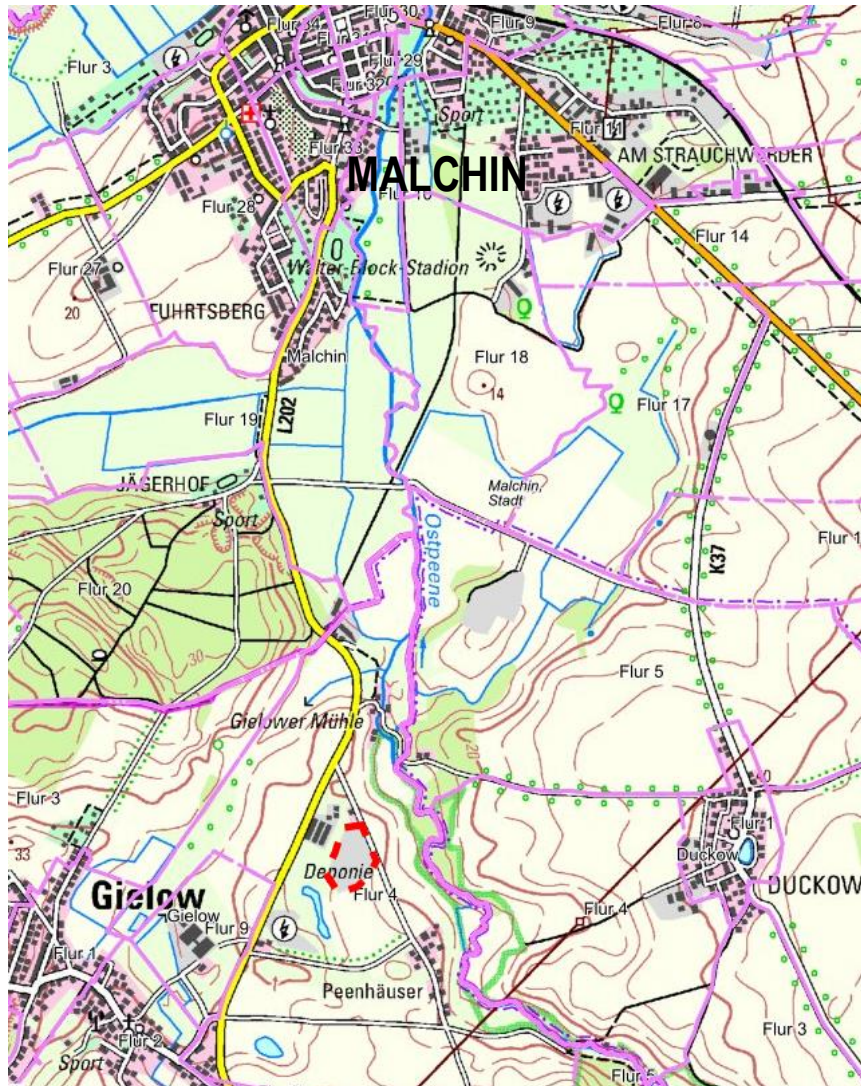 Flur 34
Flur 30
Flur 9
Flur 8
Flur 3
Flur 29
Flur 32
Sport
Flur 11
Flur 33
AM STRAUCHWERDER
MALCHIN
Flur 28
Flur 14
Walter-Block-Stadion
Flur 27
20
FUHRTSBERG
Malchin
Flur 18
14
Flur 17
Flur 19
L202
JÄGERHOF
Malchin,
Stadt
Sport
Ostpeene
K37
Flur 20
30
Flur 5
Gielower Mühle
20
Flur 3
33
Deponie
Flur 4
Flur 1
Duckow
DUCKOW
Gielow
Gielow
Flur 9
Flur 4
Flur 1
Peenhäuser
Flur 2
Sport
Flur 3